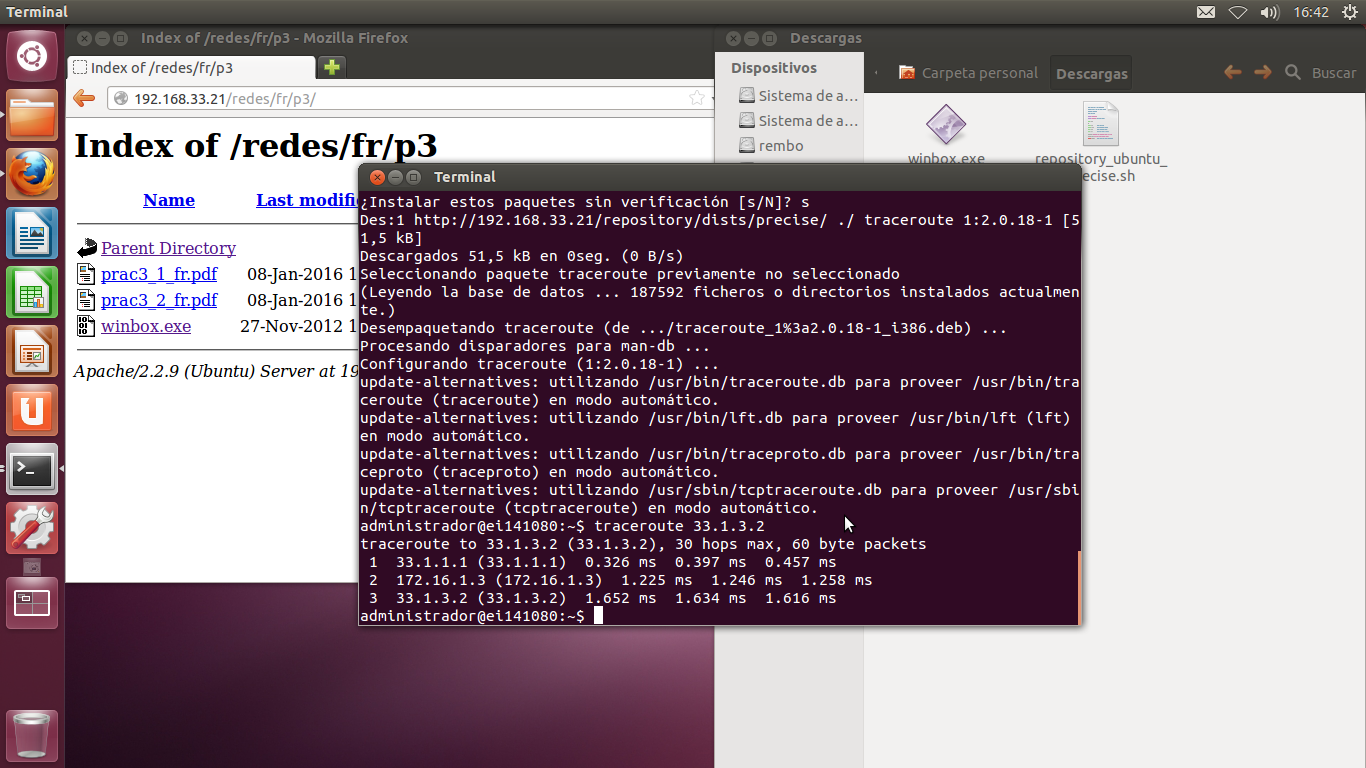 Terminal
16:42
Index of /redes/fr/p3 - Mozilla Firefox
Index of /redes/fr/p3
192.168.33.21/redes/fr/p3/
Index of /redes/fr/p3
Name Last modifi
Parent Directory
prac3_1_fr.pdf 08-Jan-2016 1
prac3_2_fr.pdf 08-Jan-2016 1
winbox.exe 27-Nov-2012 1
Apache/2.2.9 (Ubuntu) Server at 19
Descargas
Dispositivos
Sistema de a...
Sistema de a...
rembo
Carpeta personal
Descargas
Buscar
winbox.exe
repository_ubuntu_
ecise.sh
Terminal
¿Instalar estos paquetes sin verificación [s/N]? s
Des:1 http://192.168.33.21/repository/dists/precise/ ./ traceroute 1:2.0.18-1 [5
1,5 kB]
Descargados 51,5 kB en 0seg. (0 B/s)
Seleccionando paquete traceroute previamente no seleccionado
(Leyendo la base de datos ... 187592 ficheros o directorios instalados actualmen
te.)
Desempaquetando traceroute (de .../traceroute_1%3a2.0.18-1_i386.deb) ...
Procesando disparadores para man-db ...
Configurando traceroute (1:2.0.18-1) ...
update-alternatives: utilizando /usr/bin/traceroute.db para proveer /usr/bin/tra
ceroute (traceroute) en modo automático.
update-alternatives: utilizando /usr/bin/lft.db para proveer /usr/bin/lft (lft)
en modo automático.
update-alternatives: utilizando /usr/bin/traceproto.db para proveer /usr/bin/tra
ceproto (traceproto) en modo automático.
update-alternatives: utilizando /usr/sbin/tcptraceroute.db para proveer /usr/sbi
n/tcptraceroute (tcptraceroute) en modo automático.
administrador@ei141080:~$ traceroute 33.1.3.2
traceroute to 33.1.3.2 (33.1.3.2), 30 hops max, 60 byte packets
1 33.1.1.1 (33.1.1.1) 0.326 ms 0.397 ms 0.457 ms
2 172.16.1.3 (172.16.1.3) 1.225 ms 1.246 ms 1.258 ms
3 33.1.3.2 (33.1.3.2) 1.652 ms 1.634 ms 1.616 ms
administrador@ei141080:~$